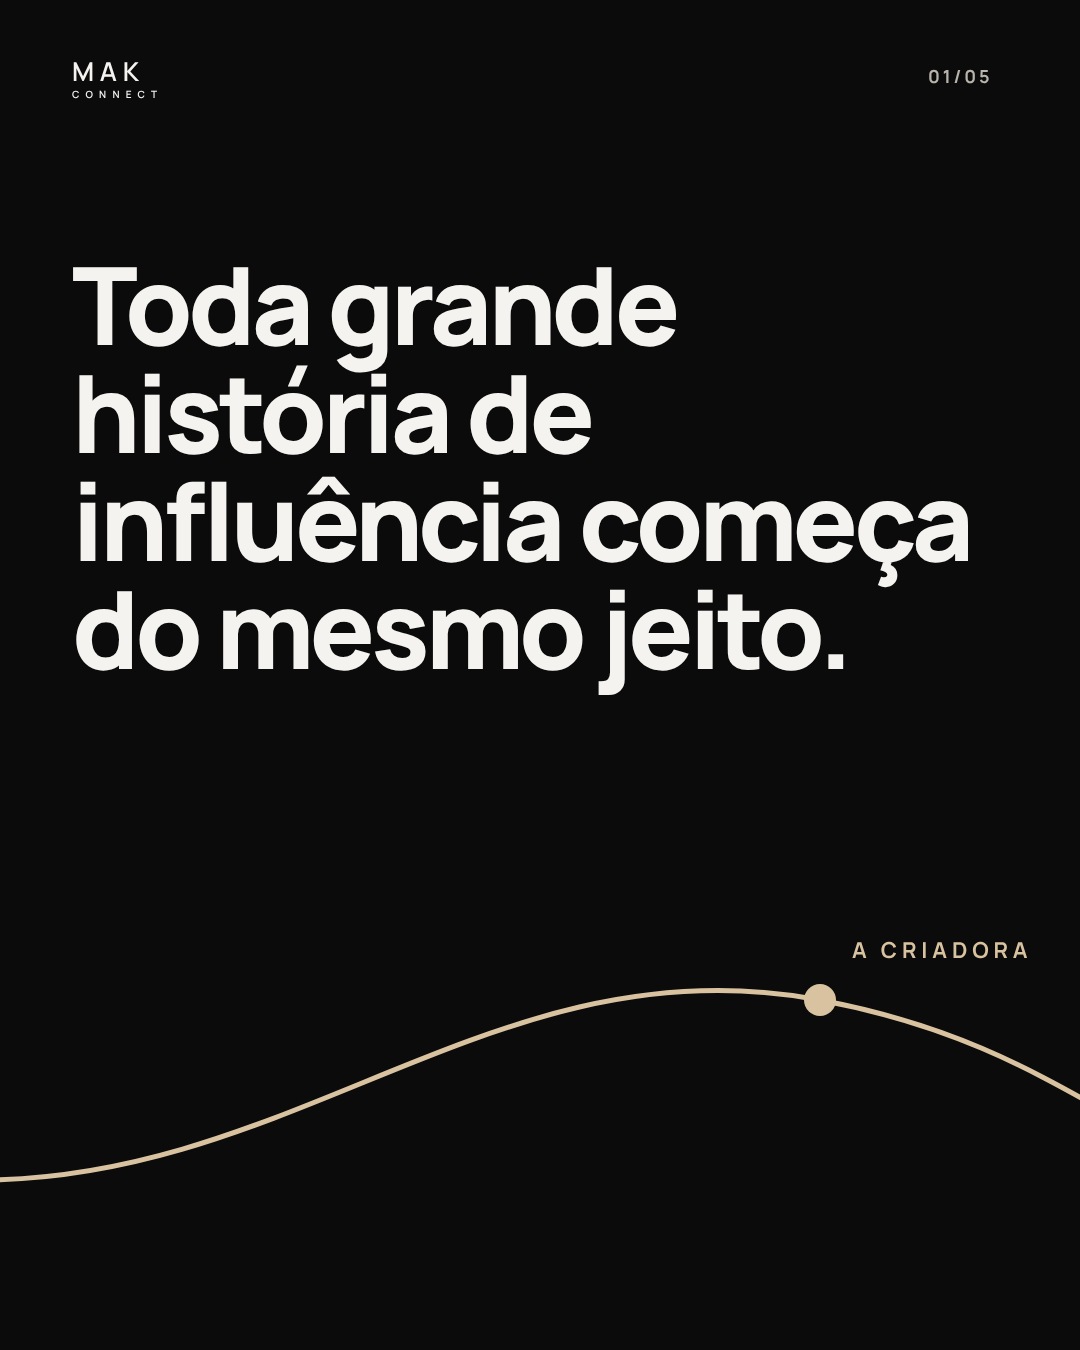 MAK
CONNECT
01/05
Toda grande
história de
influência começa
do mesmo jeito.
A CRIADORA